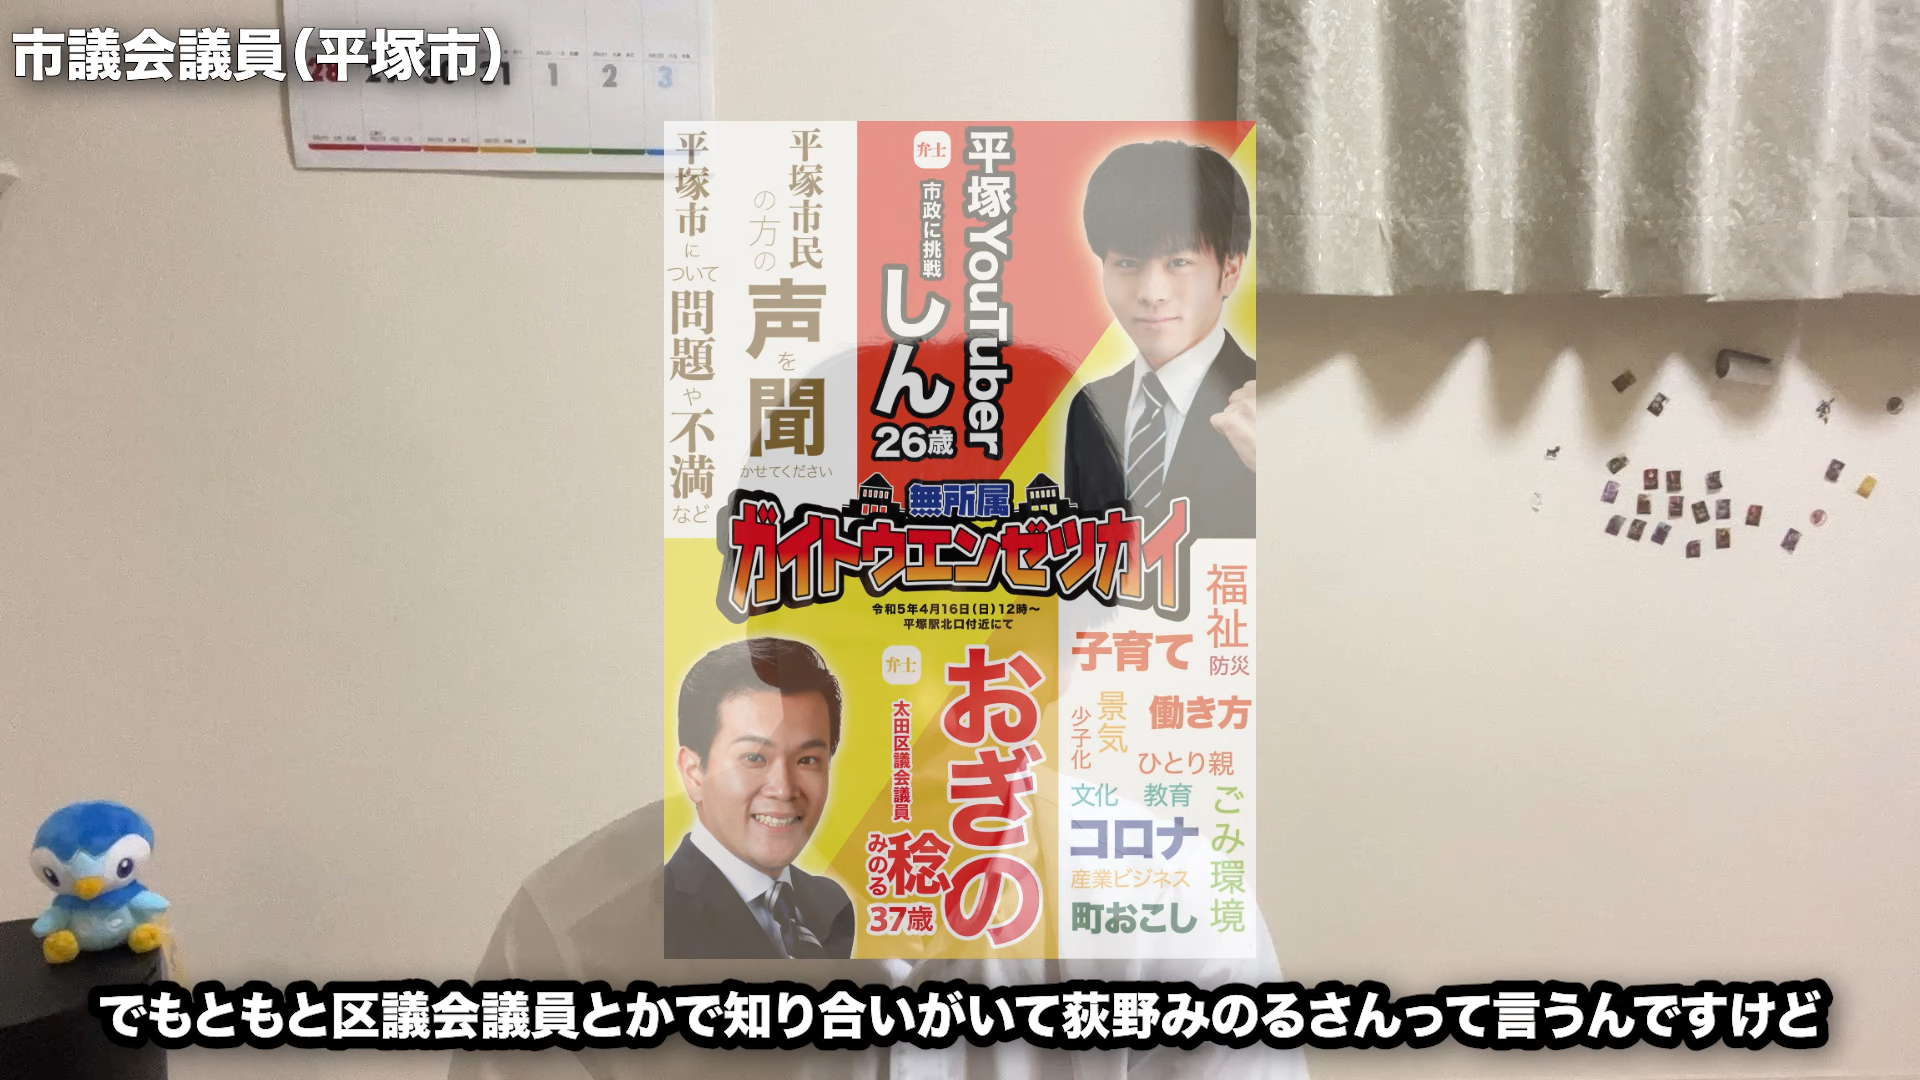 市議会議員(平塚市)
28 29 30 31 1 2 3
平塚市民
の方の
声を
聞
かせてください
平塚市に
ついて
問題や
不満
など
平塚YouTuber
弁士
市政に挑戦
しん
26歳
無所属
ガイトウエンゼツカイ
令和5年4月16日(日)12時〜
平塚駅北口付近にて
おぎの
弁士
太田区議会議員
稔
みのる
37歳
福祉
子育て
防災
景気
働き方
少子化
ひとり親
文化
教育
ごみ環境
コロナ
産業ビジネス
町おこし
でもともと区議会議員とかで知り合いがいて荻野みのるさんって言うんですけど